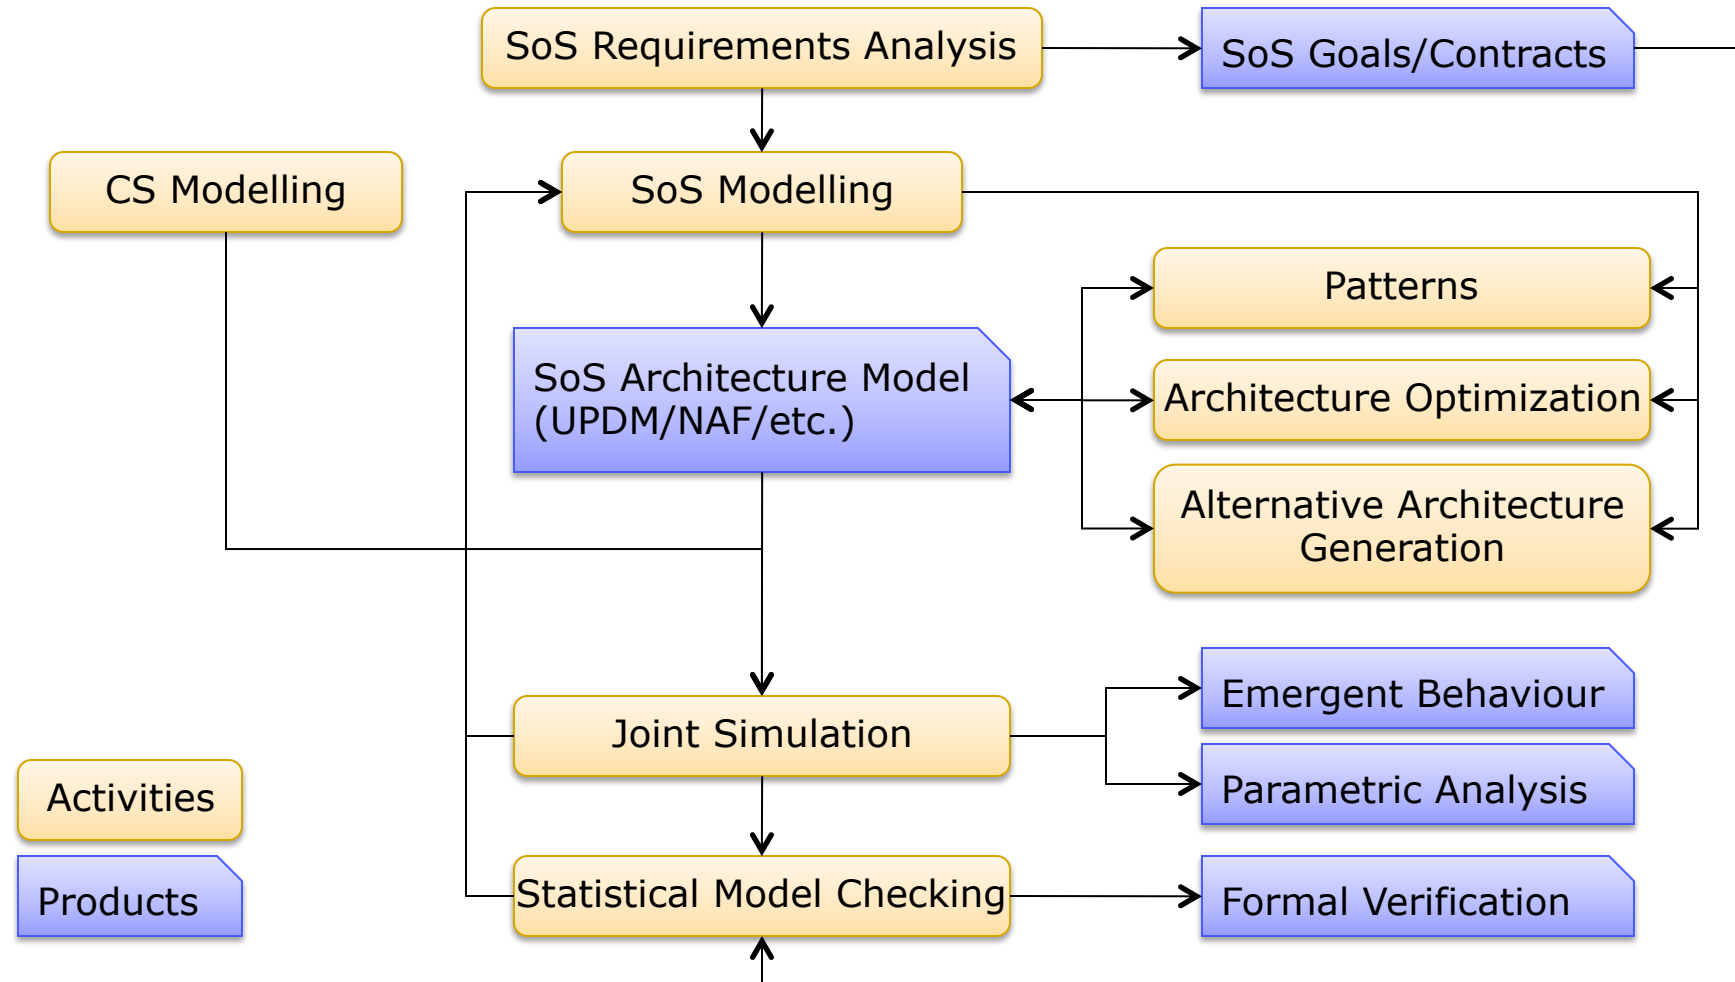 SoS Requirements Analysis
SoS Goals/Contracts
CS Modelling
SoS Modelling
Patterns
SoS Architecture Model
(UPDM/NAF/etc.)
Architecture Optimization
Alternative Architecture
Generation
Joint Simulation
Emergent Behaviour
Parametric Analysis
Activities
Products
Statistical Model Checking
Formal Verification